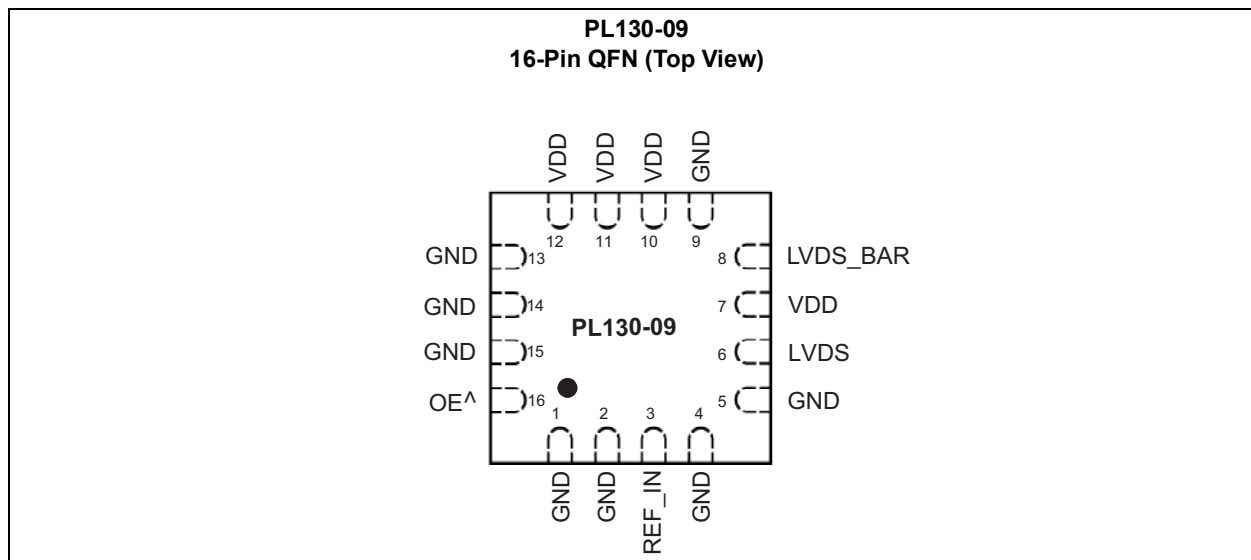 PL130-09
16-Pin QFN (Top View)
VDD
VDD
VDD
GND
12
11
10
9
GND
13
8
LVDS_BAR
GND
14
7
VDD
PL130-09
GND
15
6
LVDS
OE^
16
5
GND
1
2
3
4
GND
GND
REF_IN
GND